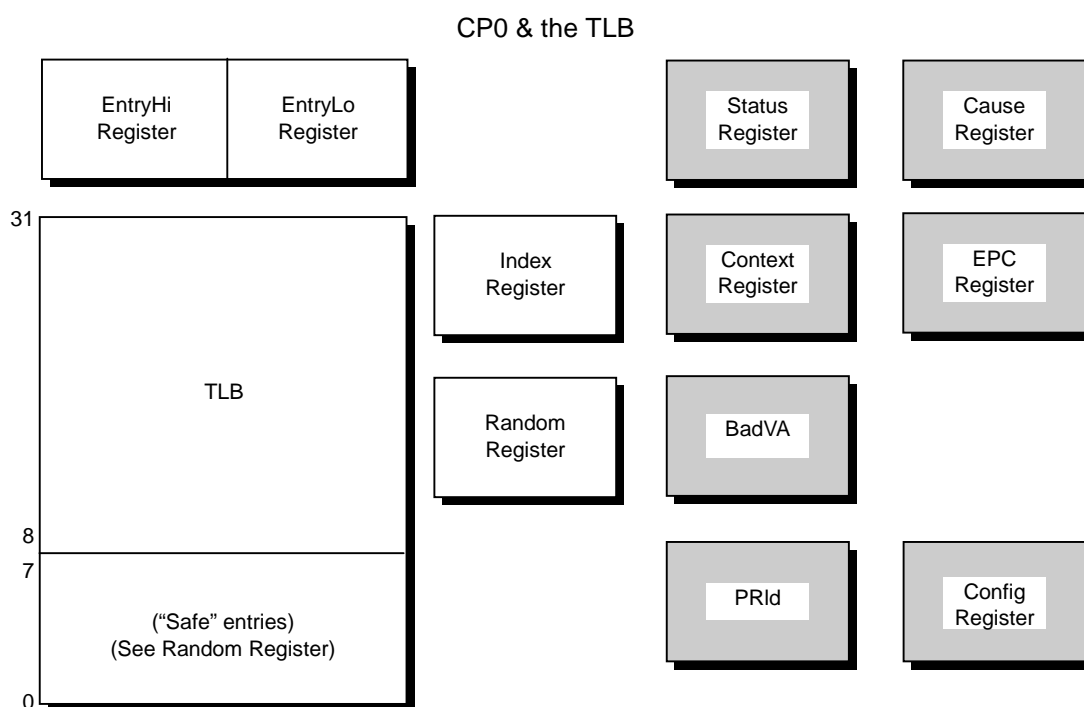 CP0 & the TLB
EntryHi
Register
EntryLo
Register
Status
Register
Cause
Register
31
Index
Register
Context
Register
EPC
Register
TLB
Random
Register
BadVA
8
7
(“Safe” entries)
(See Random Register)
PRId
Config
Register
0